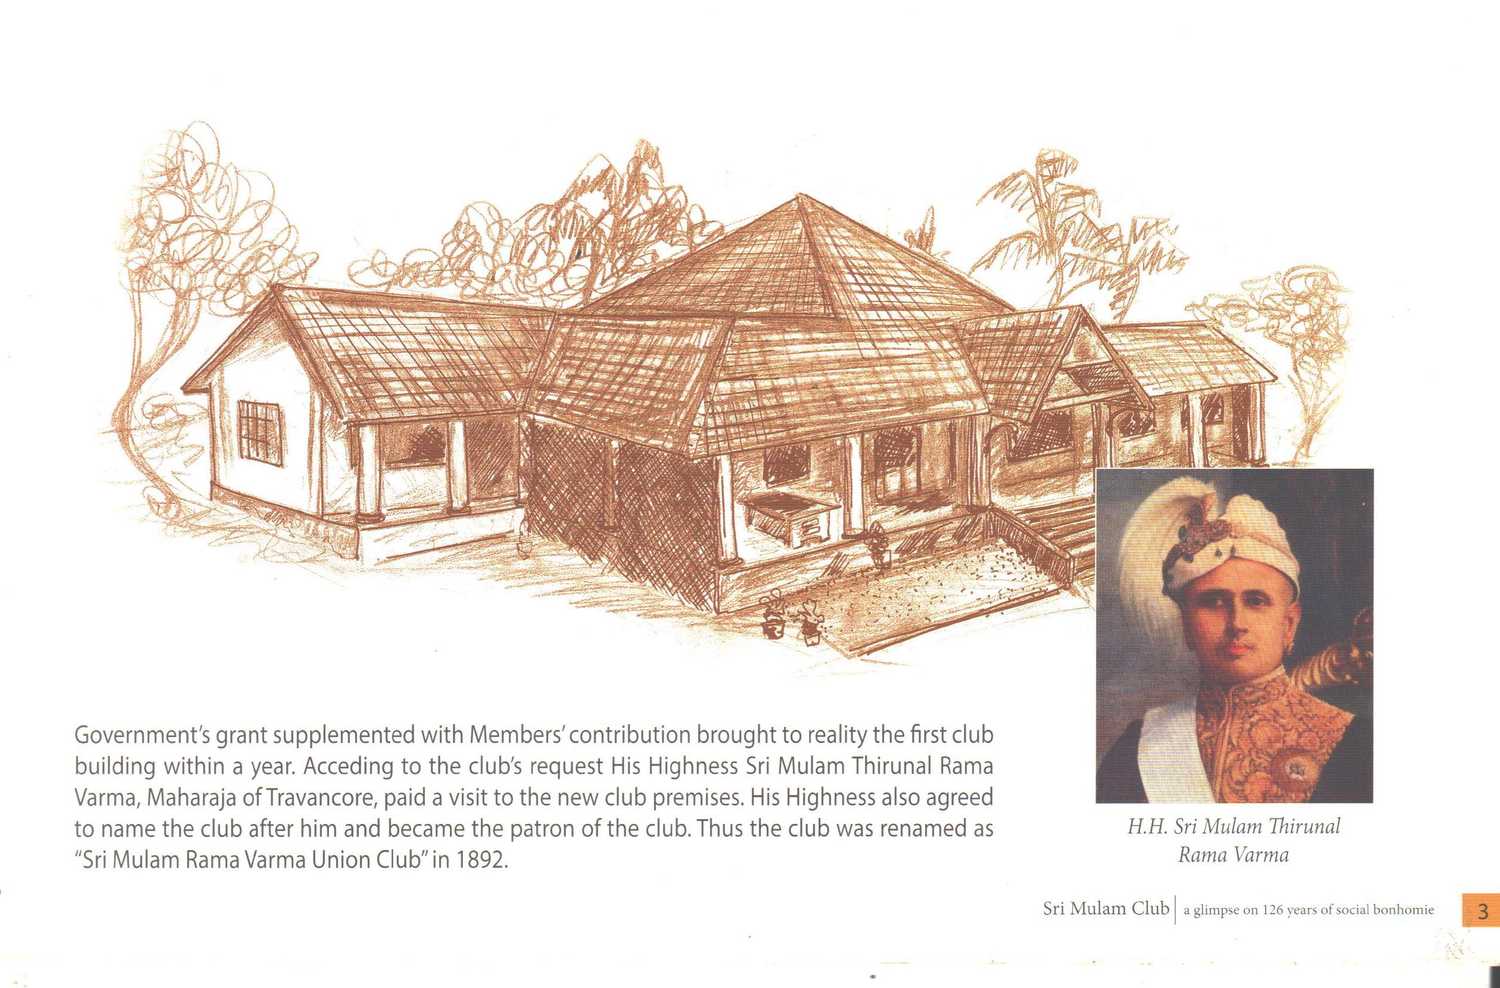 Government's grant supplemented with Members' contribution brought to reality the first club
building within a year. Acceding to the club's request His Highness Sri Mulam Thirunal Rama
Varma, Maharaja of Travancore, paid a visit to the new club premises. His Highness also agreed
to name the club after him and became the patron of the club. Thus the club was renamed as
"Sri Mulam Rama Varma Union Club" in 1892.
H.H. Sri Mulam Thirunal
Rama Varma
Sri Mulam Club | a glimpse on 126 years of social bonhomie 3